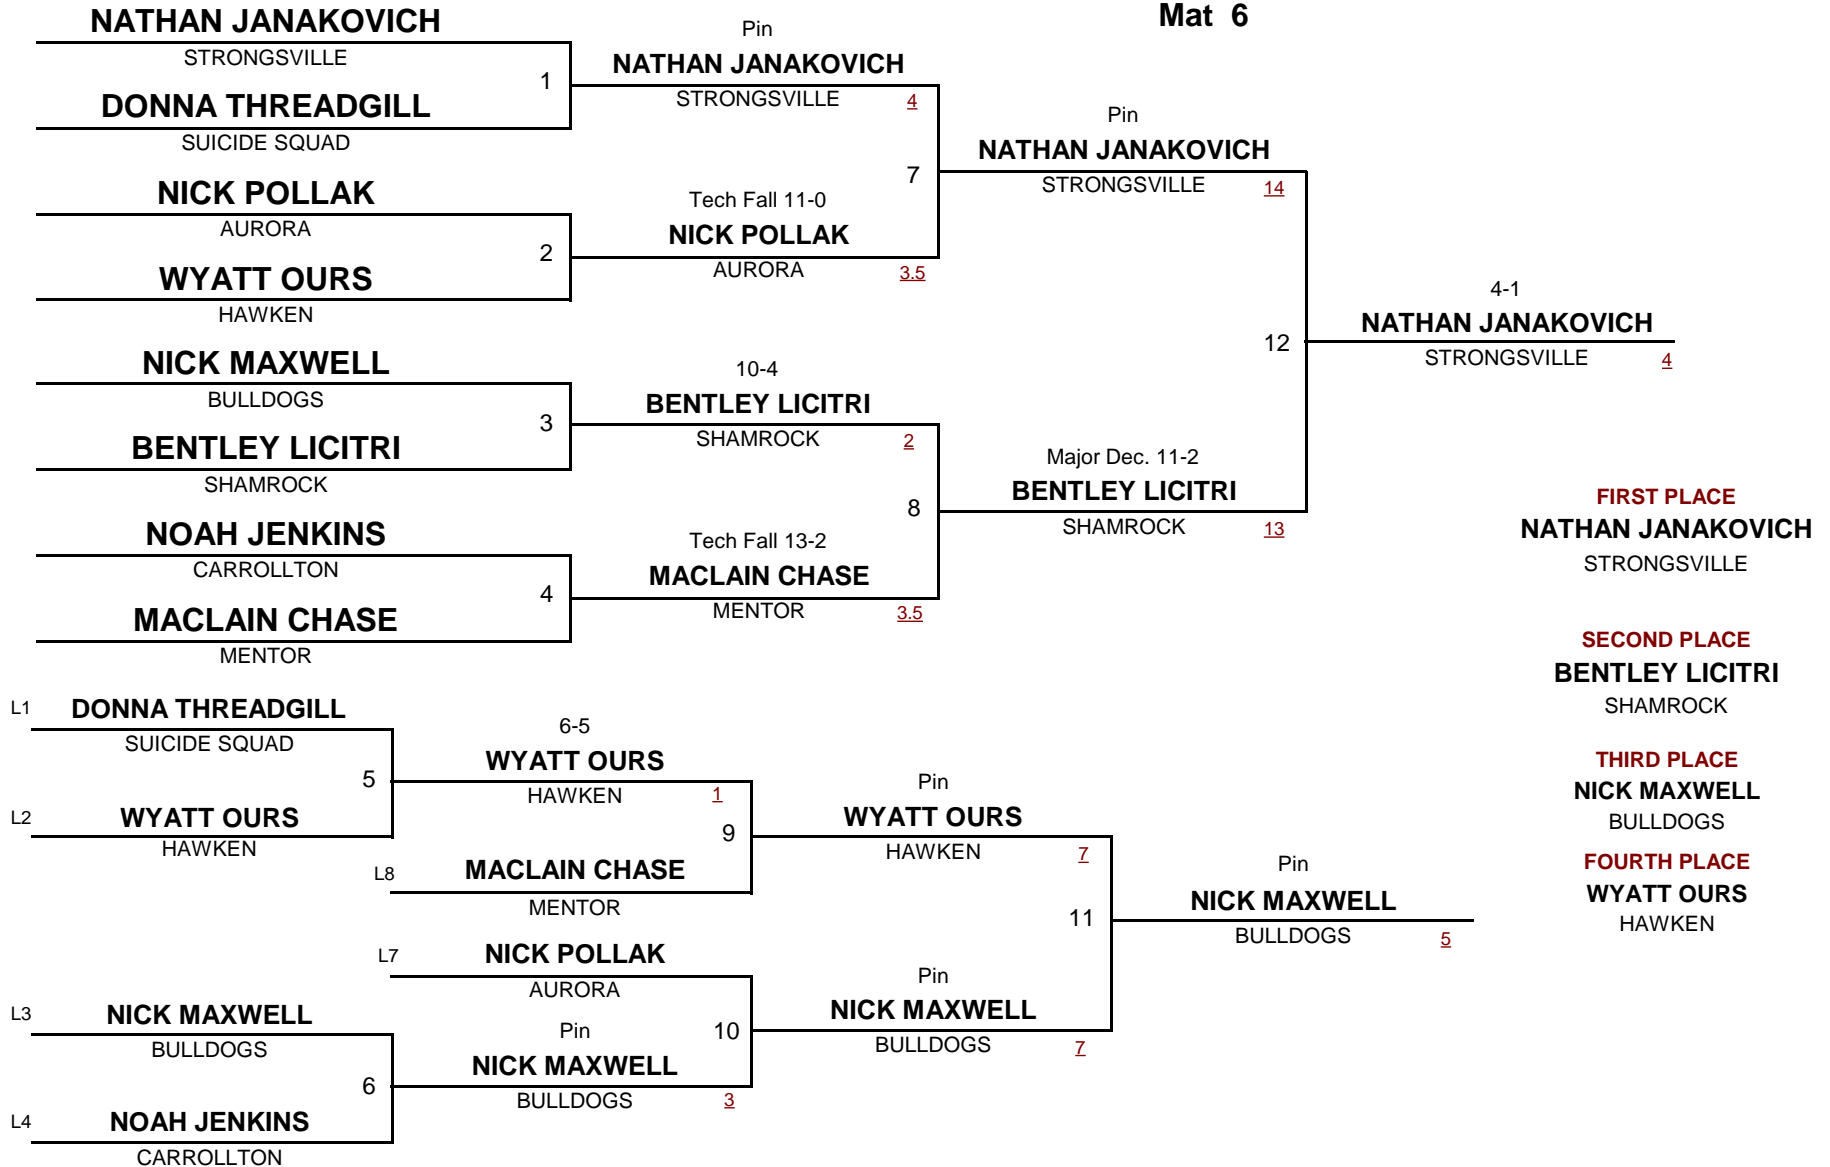 Mat 6
NATHAN JANAKOVICH
STRONGSVILLE
1
DONNA THREADGILL
SUICIDE SQUAD
NICK POLLAK
AURORA
2
WYATT OURS
HAWKEN
NICK MAXWELL
BULLDOGS
3
BENTLEY LICITRI
SHAMROCK
NOAH JENKINS
CARROLLTON
4
MACLAIN CHASE
MENTOR
Pin
NATHAN JANAKOVICH
STRONGSVILLE 4
7
Tech Fall 11-0
NICK POLLAK
AURORA 3.5
10-4
BENTLEY LICITRI
SHAMROCK 2
8
Tech Fall 13-2
MACLAIN CHASE
MENTOR 3.5
Pin
NATHAN JANAKOVICH
STRONGSVILLE 14
12
Major Dec. 11-2
BENTLEY LICITRI
SHAMROCK 13
4-1
NATHAN JANAKOVICH
STRONGSVILLE 4
FIRST PLACE
NATHAN JANAKOVICH
STRONGSVILLE
SECOND PLACE
BENTLEY LICITRI
SHAMROCK
THIRD PLACE
NICK MAXWELL
BULLDOGS
FOURTH PLACE
WYATT OURS
HAWKEN
L1 DONNA THREADGILL
SUICIDE SQUAD
5
L2 WYATT OURS
HAWKEN
L3 NICK MAXWELL
BULLDOGS
6
L4 NOAH JENKINS
CARROLLTON
6-5
WYATT OURS
HAWKEN 1
9
L8 MACLAIN CHASE
MENTOR
L7 NICK POLLAK
AURORA
Pin 10
NICK MAXWELL
BULLDOGS 3
Pin
WYATT OURS
HAWKEN 7
11
Pin
NICK MAXWELL
BULLDOGS 7
Pin
NICK MAXWELL
BULLDOGS 5